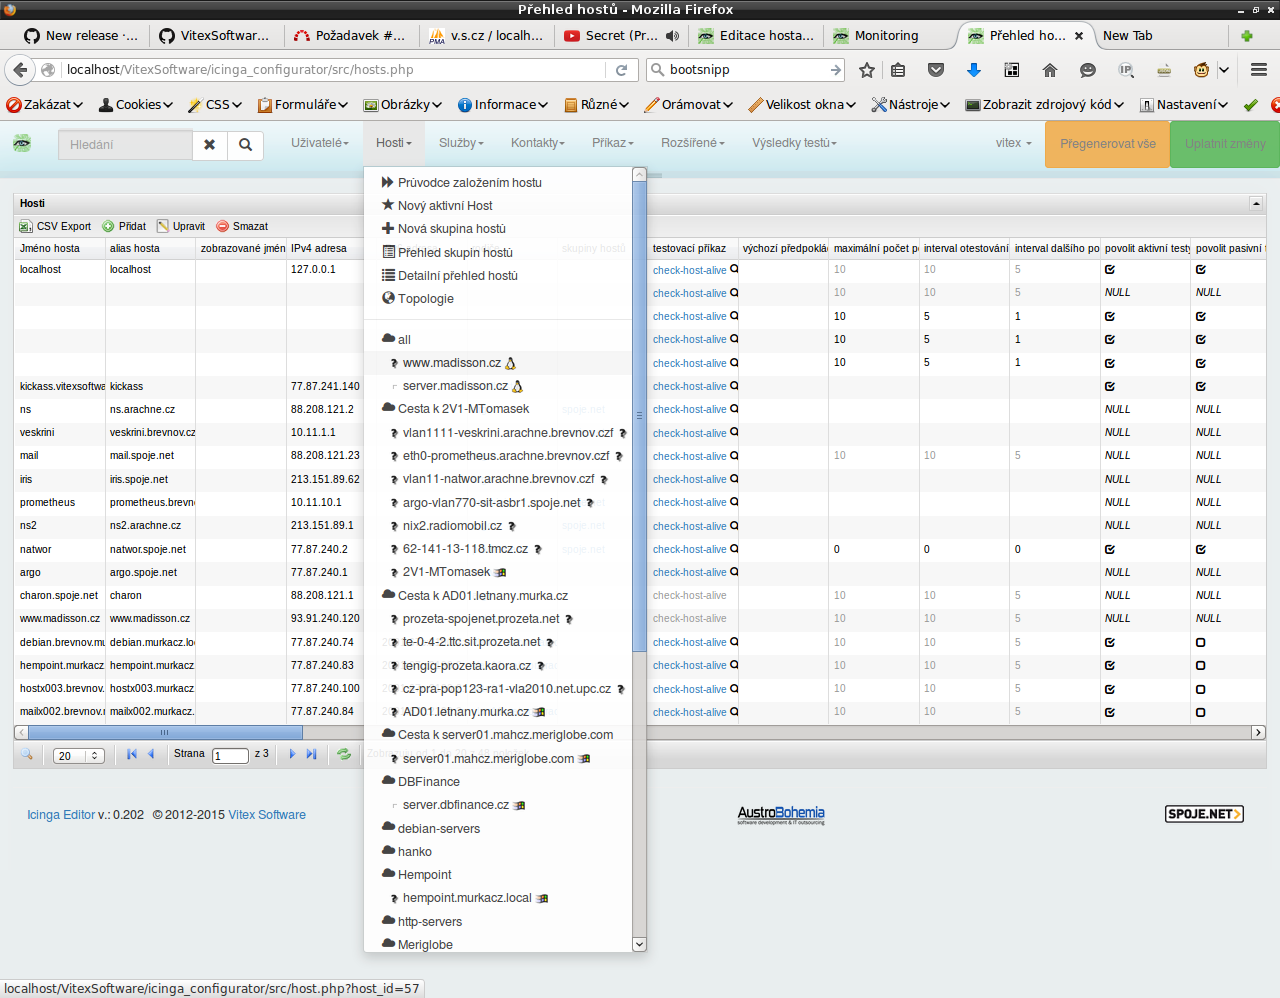 Přehled hostů - Mozilla Firefox
New release ·...
VitexSoftwar...
Požadavek #...
v.s.cz / localh...
Secret (Pr...
Editace hosta...
Monitoring
Přehled ho...
New Tab
localhost/VitexSoftware/icinga_configurator/src/hosts.php
bootsnipp
Zakázat
Cookies
CSS
Formuláře
Obrázky
Informace
Různé
Orámovat
Velikost okna
Nástroje
Zobrazit zdrojový kód
Nastavení
Hledání
Uživatelé
Hosti
Služby
Kontakty
Příkaz
Rozšířené
Výsledky testů
vitex
Přegenerovat vše
Uplatnit změny
Hosti
CSV Export
Přidat
Upravit
Smazat
Jméno hosta
alias hosta
zobrazované jmén
IPv4 adresa
skupiny hostů
testovací příkaz
výchozí předpoklá
maximální počet p
interval otestování
interval dalšího po
povolit aktivní testy
povolit pasivní t
localhost localhost 127.0.0.1 check-host-alive 10 10 5
check-host-alive 10 10 5 NULL NULL
check-host-alive 10 5 1
check-host-alive 10 5 1
check-host-alive 10 5 1
kickass.vitexsoftwa kickass 77.87.241.140 check-host-alive
ns ns.arachne.cz 88.208.121.2 spoje.net check-host-alive NULL NULL
veskrini veskrini.brevnov.cz 10.11.1.1 check-host-alive NULL NULL
mail mail.spoje.net 88.208.121.23 check-host-alive 10 10 5 NULL NULL
iris iris.spoje.net 213.151.89.62 check-host-alive NULL NULL
prometheus prometheus.brevn 10.11.10.1 check-host-alive NULL NULL
ns2 ns2.arachne.cz 213.151.89.1 spoje.net check-host-alive NULL NULL
natwor natwor.spoje.net 77.87.240.2 spoje.net check-host-alive 0 0 0
argo argo.spoje.net 77.87.240.1 check-host-alive NULL NULL
charon.spoje.net charon 88.208.121.1 check-host-alive 10 10 5 NULL NULL
www.madisson.cz www.madisson.cz 93.91.240.120 check-host-alive 10 10 5 NULL NULL
debian.brevnov.mu debian.murkacz.lo 77.87.240.74 check-host-alive 10 10 5
hempoint.murkacz. hempoint.murkacz. 77.87.240.83 check-host-alive 10 10 5
hostx003.brevnov. hostx003.murkacz. 77.87.240.100 check-host-alive 10 10 5
mailx002.brevnov.r mailx002.murkacz. 77.87.240.84 check-host-alive 10 10 5
Průvodce založením hostu
Nový aktivní Host
Nová skupina hostů
Přehled skupin hostů
Detailní přehled hostů
Topologie
all
www.madisson.cz
server.madisson.cz
Cesta k 2V1-MTomasek
vlan1111-veskrini.arachne.brevnov.czf
eth0-prometheus.arachne.brevnov.czf
vlan11-natwor.arachne.brevnov.czf
argo-vlan770-sit-asbr1.spoje.net
nix2.radiomobil.cz
62-141-13-118.tmcz.cz
2V1-MTomasek
Cesta k AD01.letnany.murka.cz
prozeta-spojenet.prozeta.net
te-0-4-2.ttc.sit.prozeta.net
tengig-prozeta.kaora.cz
cz-pra-pop123-ra1-vla2010.net.upc.cz
AD01.letnany.murka.cz
Cesta k server01.mahcz.meriglobe.com
server01.mahcz.meriglobe.com
DBFinance
server.dbfinance.cz
debian-servers
hanko
Hempoint
hempoint.murkacz.local
http-servers
Meriglobe
20
Strana 1 z 3
Icinga Editor v.: 0.202 © 2012-2015 Vitex Software
AustroBohemia
software development & IT outsourcing
SPOJE.NET
localhost/VitexSoftware/icinga_configurator/src/host.php?host_id=57